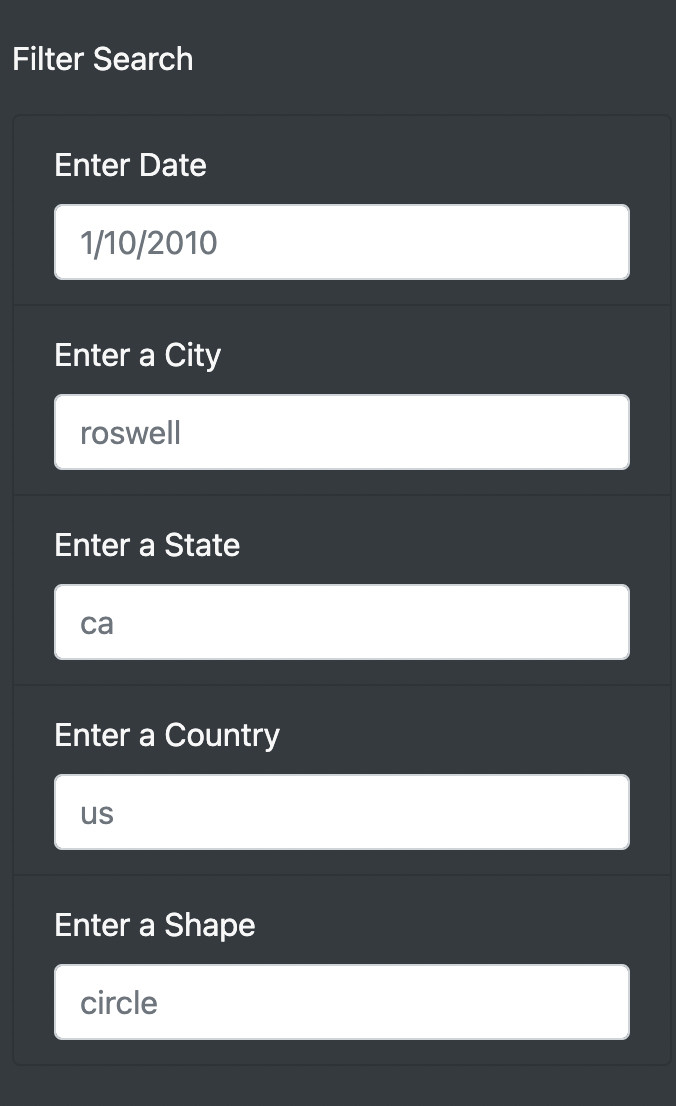 Filter Search
Enter Date
1/10/2010
Enter a City
roswell
Enter a State
ca
Enter a Country
us
Enter a Shape
circle